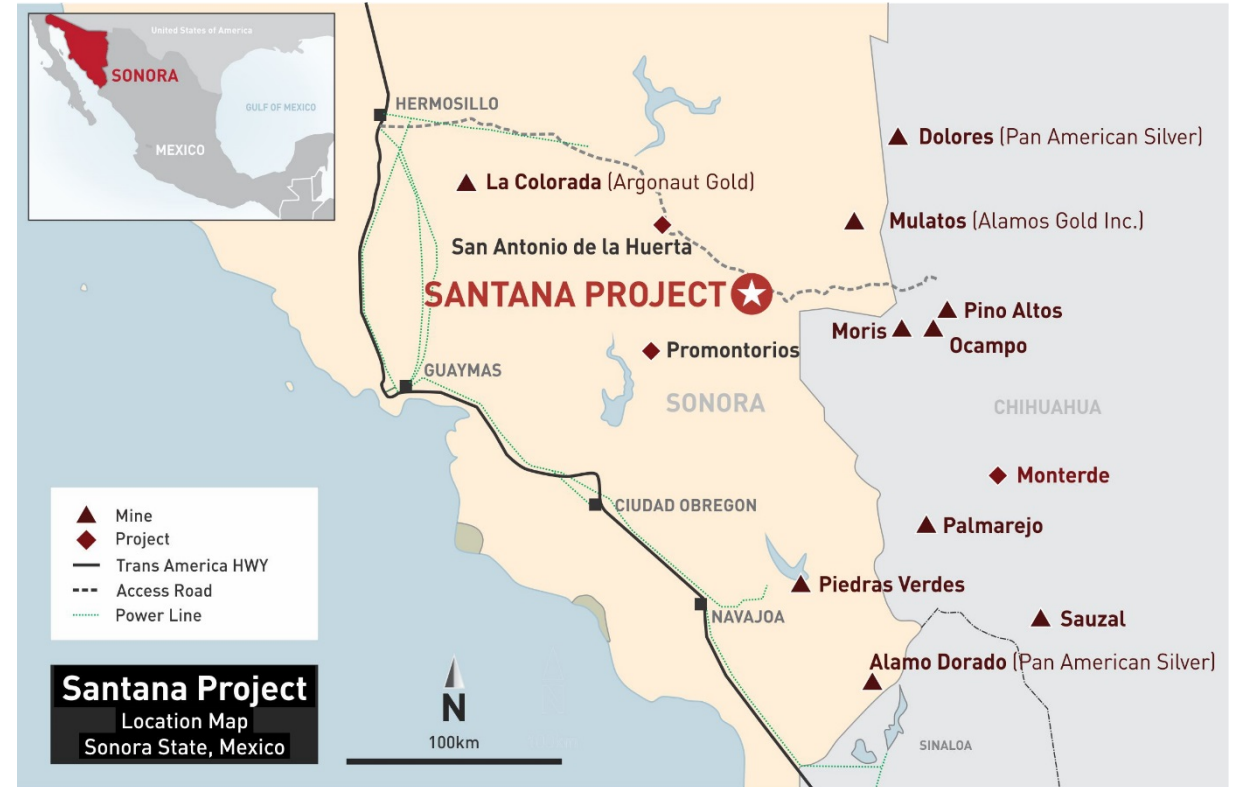 United States of America
SONORA
GULF OF MEXICO
MEXICO
HERMOSILLO
Dolores (Pan American Silver)
La Colorada (Argonaut Gold)
Mulatos (Alamos Gold Inc.)
San Antonio de la Huerta
SANTANA PROJECT
Pino Altos
Moris
Ocampo
Promontorios
GUAYMAS
SONORA
CHIHUAHUA
Monterde
CIUDAD OBREGON
Palmarejo
Mine
Project
Trans America HWY
Access Road
Power Line
Piedras Verdes
NAVAJOA
Sauzal
Alamo Dorado (Pan American Silver)
Santana Project
Location Map
Sonora State, Mexico
N
100km
SINALOA